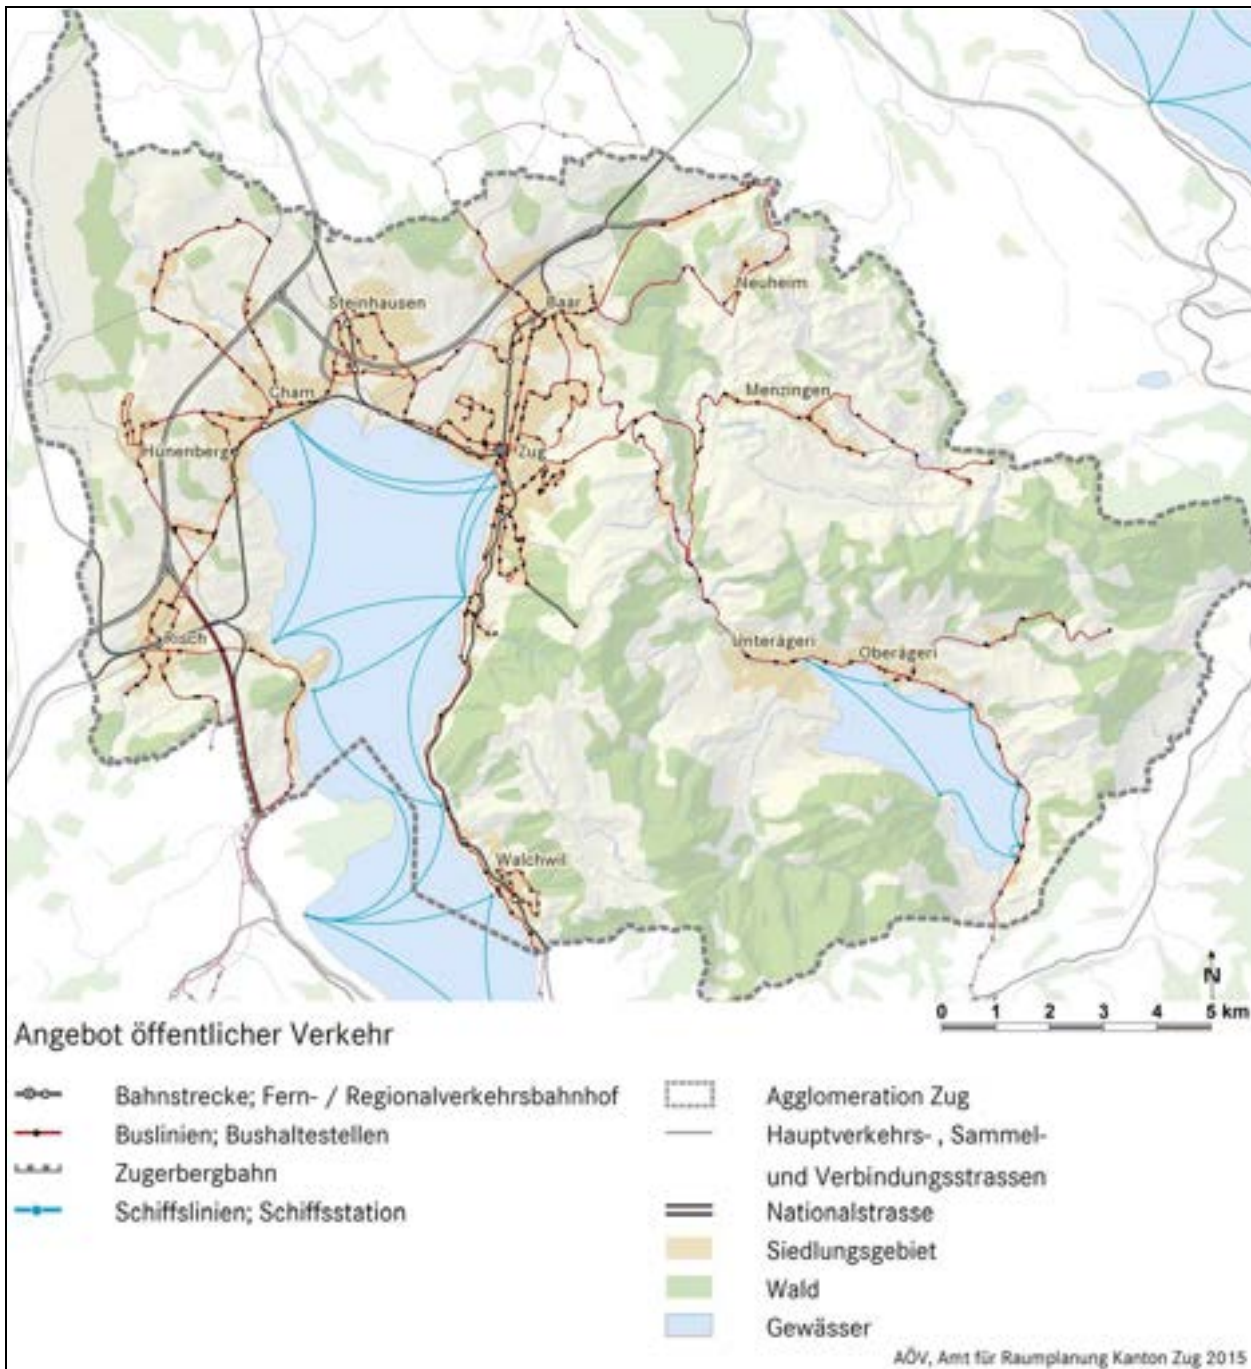 Steinhausen
Baar
Neuheim
Cham
Menzingen
Hünenberg
Zug
Risch
Unterägeri
Oberägeri
Walchwil
N
0 1 2 3 4 5 km
Angebot öffentlicher Verkehr
Bahnstrecke; Fern- / Regionalverkehrsbahnhof
Buslinien; Bushaltestellen
Zugerbergbahn
Schiffslinien; Schiffsstation
Agglomeration Zug
Hauptverkehrs- , Sammel-
und Verbindungsstrassen
Nationalstrasse
Siedlungsgebiet
Wald
Gewässer
AÖV, Amt für Raumplanung Kanton Zug 2015